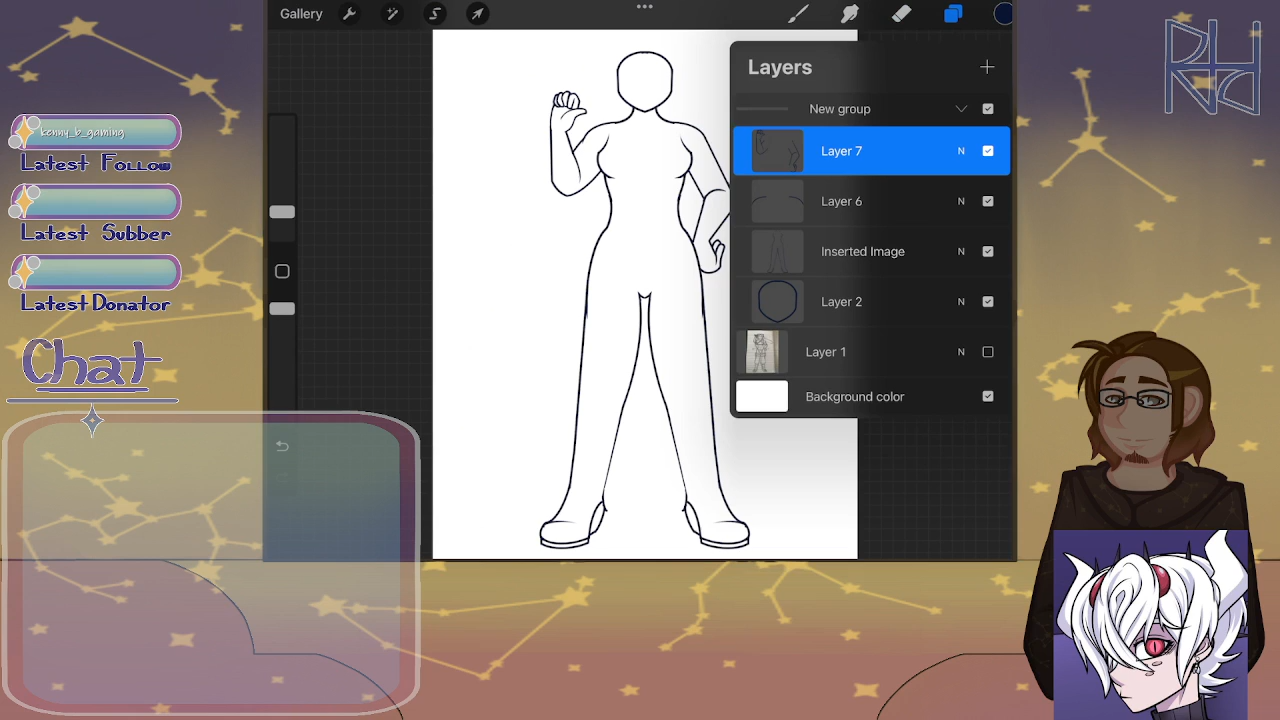 Gallery
Layers
New group
Layer 7 N
Layer 6 N
Inserted Image N
Layer 2 N
Layer 1 N
Background color
kenny_b_gaming
Latest Follow
Latest Subber
Latest Donator
Chat